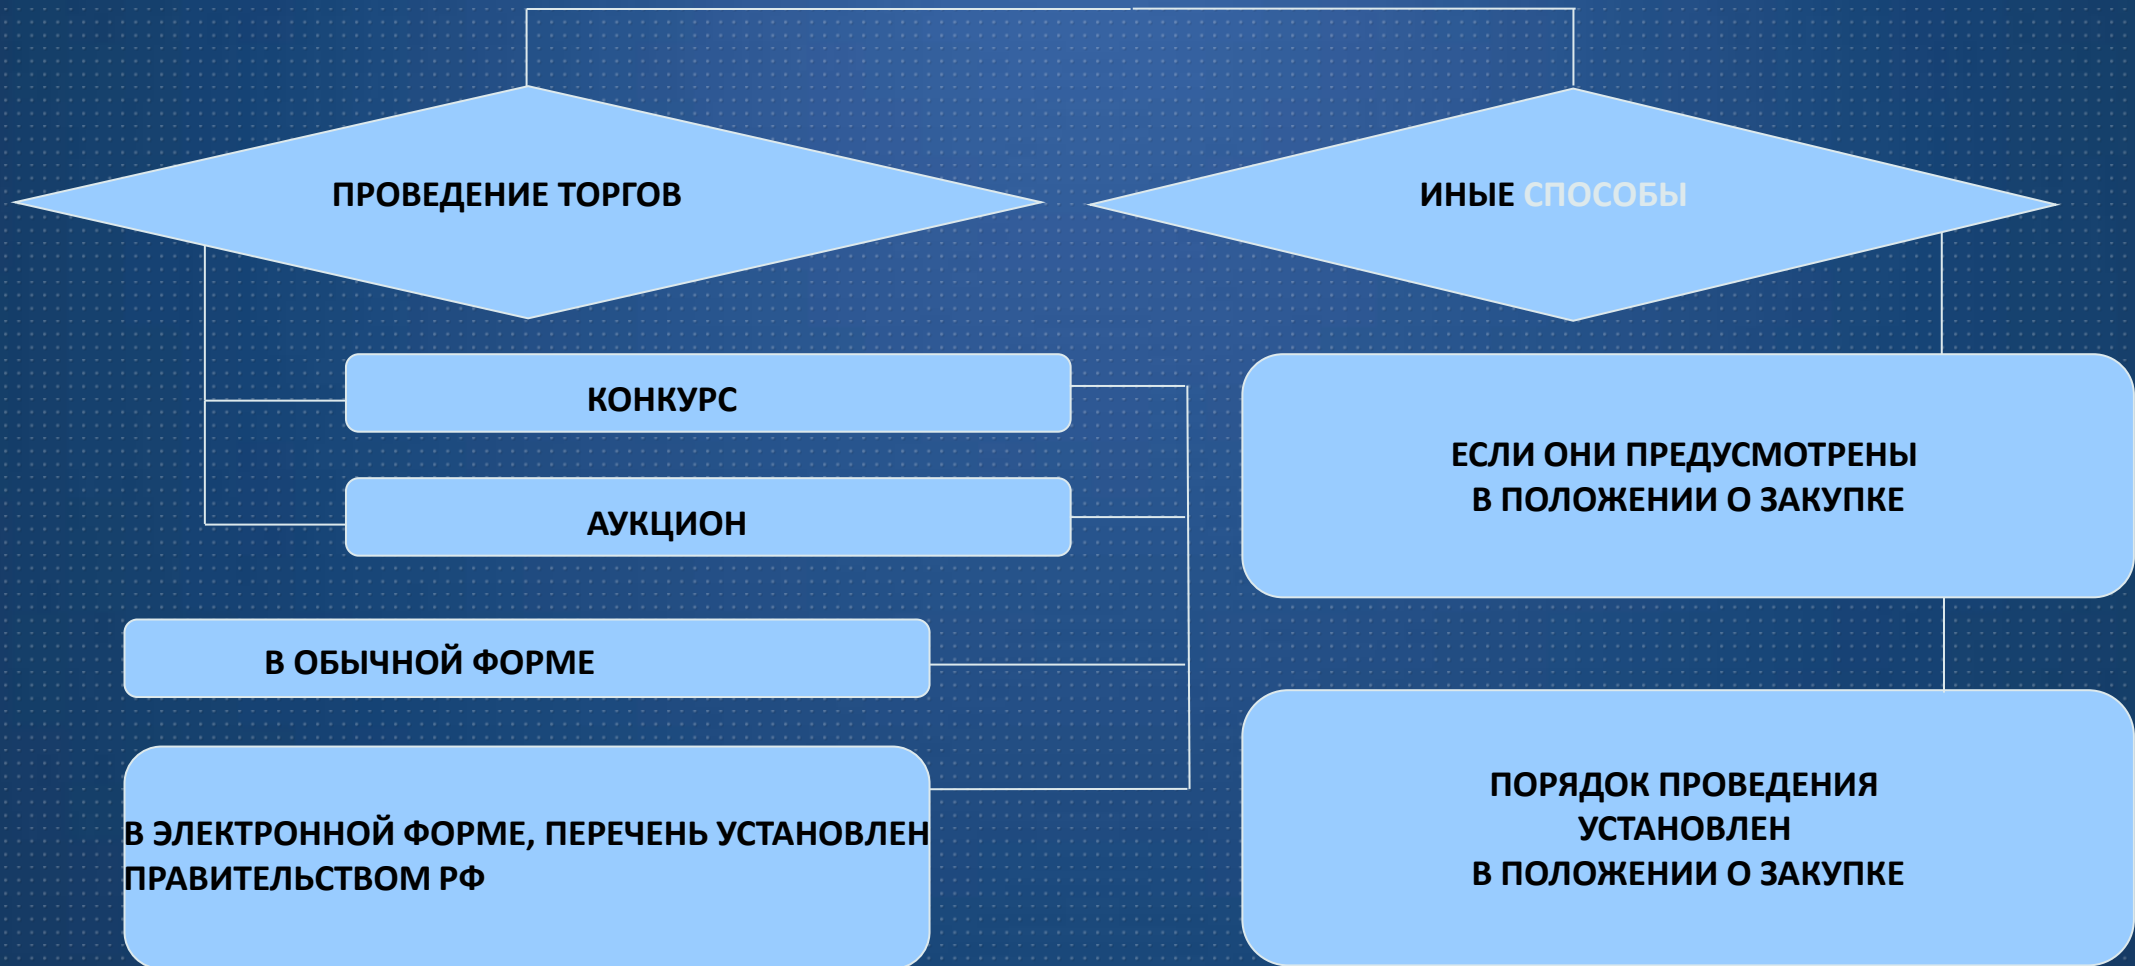 ПРОВЕДЕНИЕ ТОРГОВ
ИНЫЕ СПОСОБЫ
КОНКУРС
АУКЦИОН
В ОБЫЧНОЙ ФОРМЕ
В ЭЛЕКТРОННОЙ ФОРМЕ, ПЕРЕЧЕНЬ УСТАНОВЛЕН
ПРАВИТЕЛЬСТВОМ РФ
ЕСЛИ ОНИ ПРЕДУСМОТРЕНЫ
В ПОЛОЖЕНИИ О ЗАКУПКЕ
ПОРЯДОК ПРОВЕДЕНИЯ
УСТАНОВЛЕН
В ПОЛОЖЕНИИ О ЗАКУПКЕ